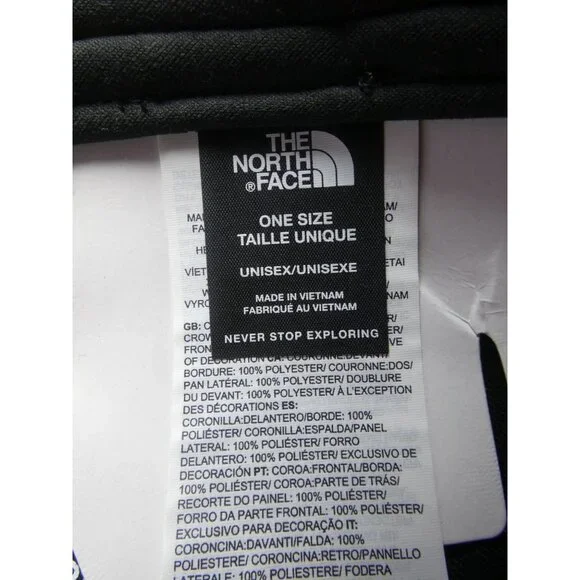 THE
NORTH
FACE
®
ONE SIZE
TAILLE UNIQUE
UNISEX/UNISEXE
MADE IN VIETNAM
FABRIQUÉ AU VIETNAM
NEVER STOP EXPLORING
GB:
OF DECORATION CA: COURONNE:DEVANT/
BORDURE: 100% POLYESTER/ COURONNE:DOS/
PAN LATÉRAL: 100% POLYESTER/ DOUBLURE
DU DEVANT: 100% POLYESTER/ À L'EXCEPTION
DES DÉCORATIONS ES:
CORONILLA:DELANTERO/BORDE: 100%
POLIÉSTER/ CORONILLA:ESPALDA/PANEL
LATERAL: 100% POLIÉSTER/ FORRO
DELANTERO: 100% POLIÉSTER/ EXCLUSIVO DE
DECORACIÓN PT: COROA:FRONTAL/BORDA:
100% POLIÉSTER/ COROA:PARTE DE TRÁS/
RECORTE DO PAINEL: 100% POLIÉSTER/
FORRO DA PARTE FRONTAL: 100% POLIÉSTER/
EXCLUSIVO PARA DECORAÇÃO IT:
CORONCINA:DAVANTI/FALDA: 100%
POLIESTERE/ CORONCINA:RETRO/PANNELLO
LATERALE: 100% POLIESTERE/ FODERA